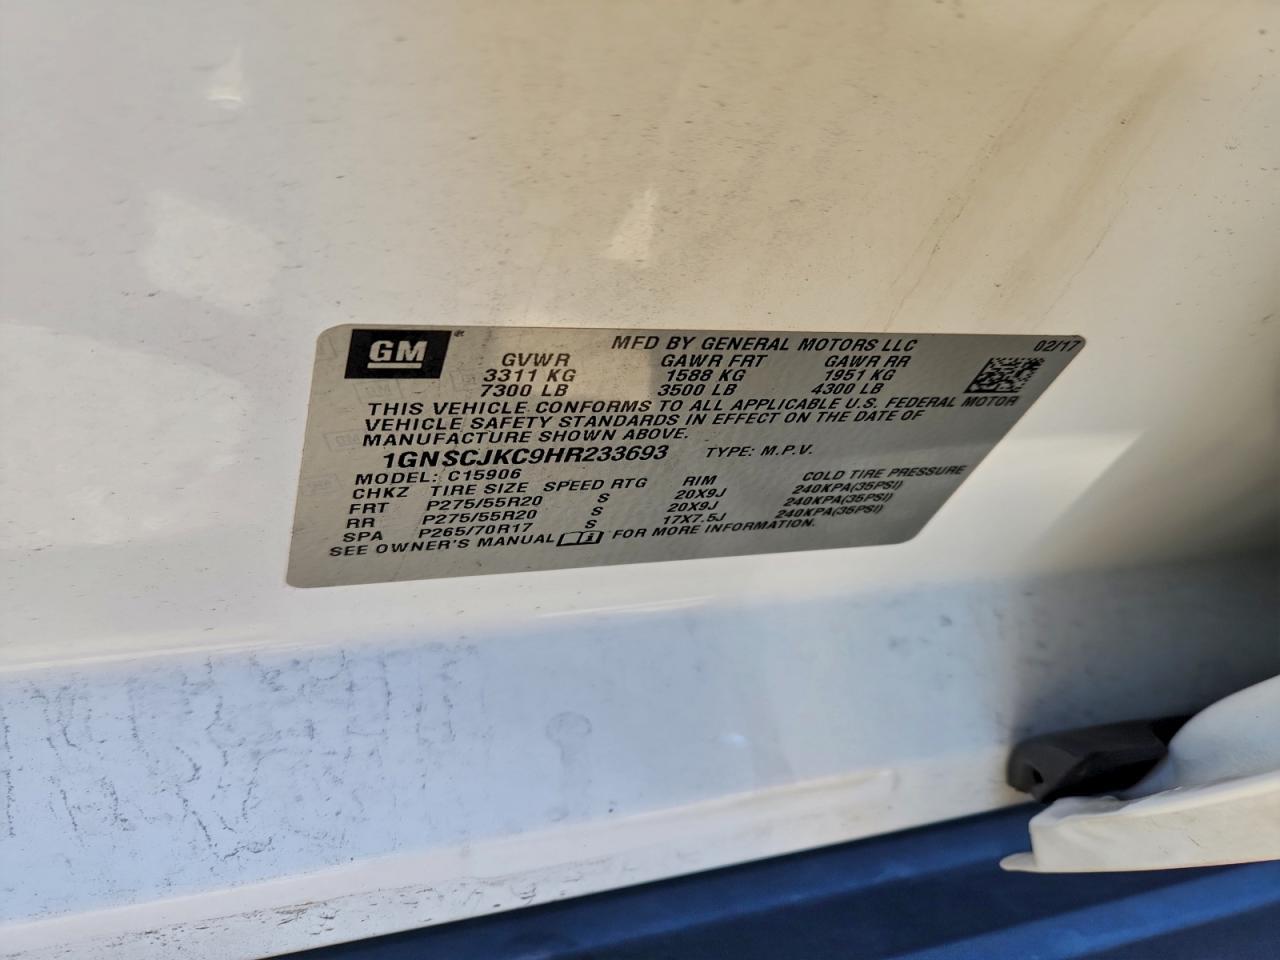 GM
MFD BY GENERAL MOTORS LLC 02/17
GVWR GAWR FRT GAWR RR
3311 KG 1588 KG 1951 KG
7300 LB 3500 LB 4300 LB
THIS VEHICLE CONFORMS TO ALL APPLICABLE U.S. FEDERAL MOTOR
VEHICLE SAFETY STANDARDS IN EFFECT ON THE DATE OF
MANUFACTURE SHOWN ABOVE.
1GNSCJKC9HR233693 TYPE: M.P.V.
MODEL: C15906
CHKZ TIRE SIZE SPEED RTG RIM COLD TIRE PRESSURE
FRT P275/55R20 S 20X9J 240KPA(35PSI)
RR P275/55R20 S 20X9J 240KPA(35PSI)
SPA P265/70R17 S 17X7.5J 240KPA(35PSI)
SEE OWNER'S MANUAL FOR MORE INFORMATION.